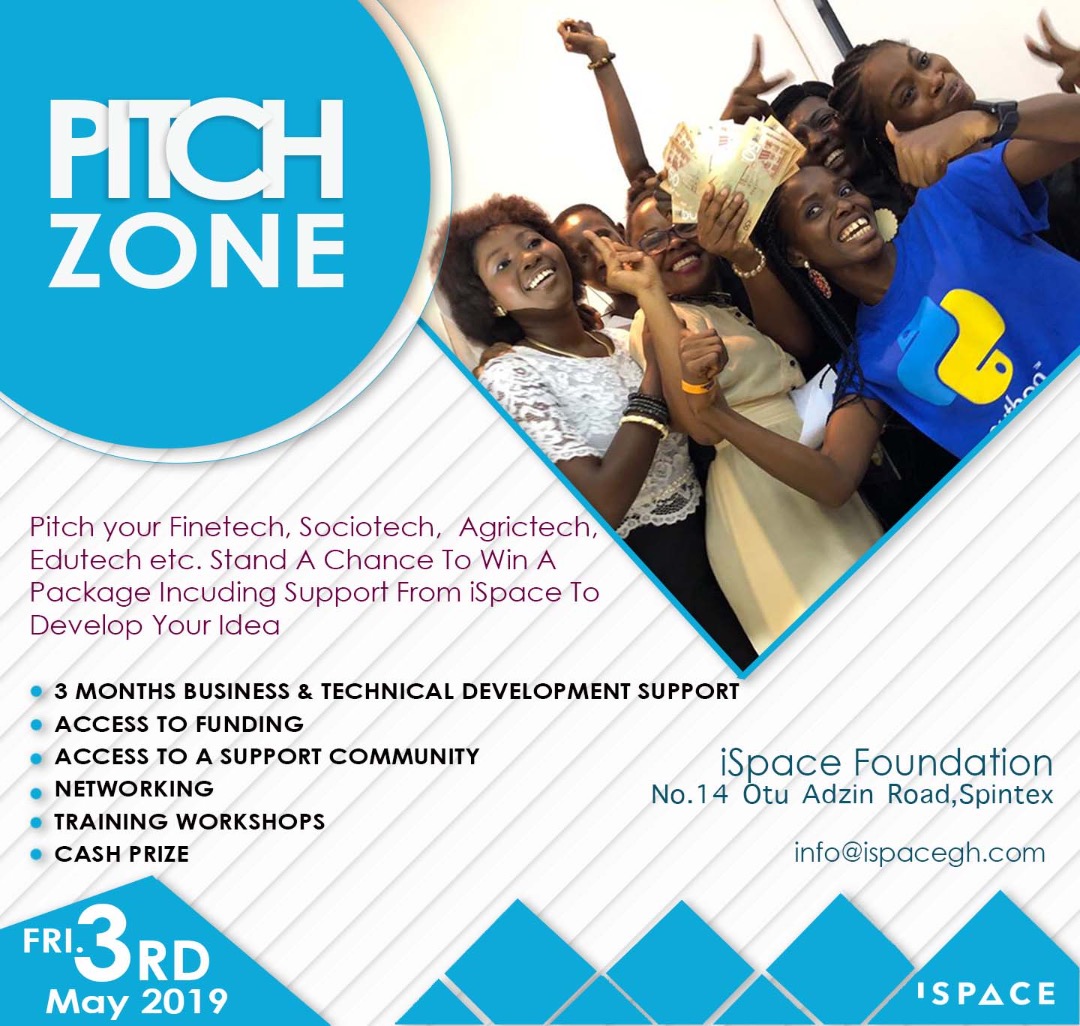 PITCH
ZONE
Pitch your Finetech, Sociotech, Agrictech,
Edutech etc. Stand A Chance To Win A
Package Incuding Support From iSpace To
Develop Your Idea
3 MONTHS BUSINESS & TECHNICAL DEVELOPMENT SUPPORT
ACCESS TO FUNDING
ACCESS TO A SUPPORT COMMUNITY
NETWORKING
TRAINING WORKSHOPS
CASH PRIZE
iSpace Foundation
No.14 Otu Adzin Road,Spintex
info@ispacegh.com
FRI. 3RD
May 2019
ISPACE